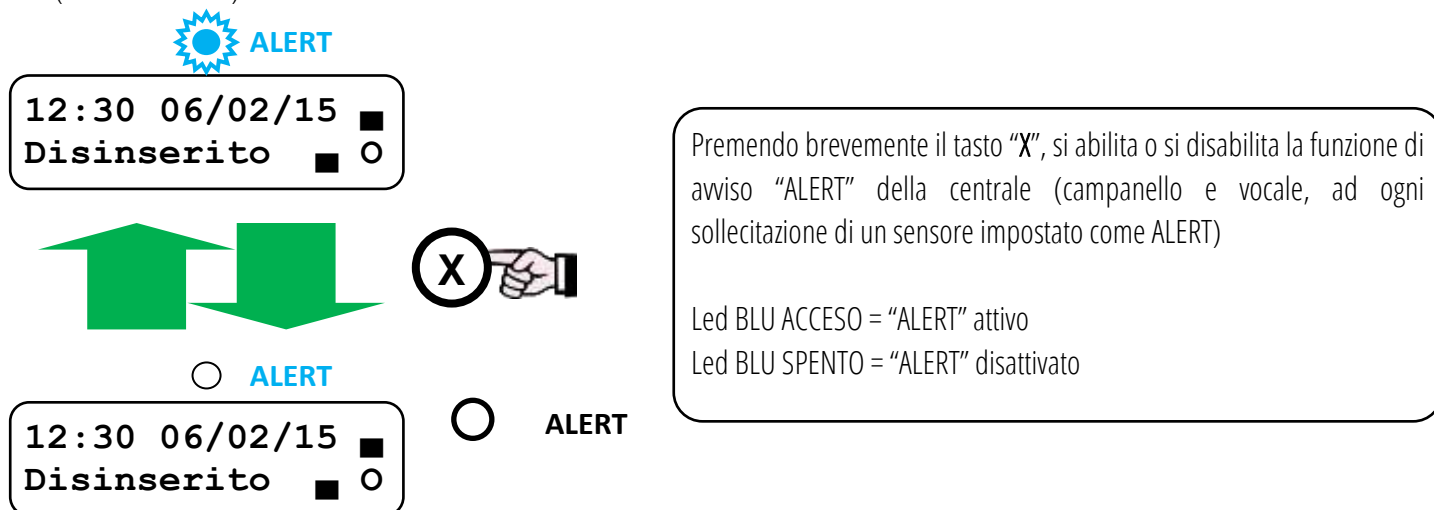 ALERT
12:30 06/02/15
Disinserito
X
ALERT
12:30 06/02/15
Disinserito
ALERT
Premendo brevemente il tasto “X”, si abilita o si disabilita la funzione di
avviso “ALERT” della centrale (campanello e vocale, ad ogni
sollecitazione di un sensore impostato come ALERT)
Led BLU ACCESO = “ALERT” attivo
Led BLU SPENTO = “ALERT” disattivato